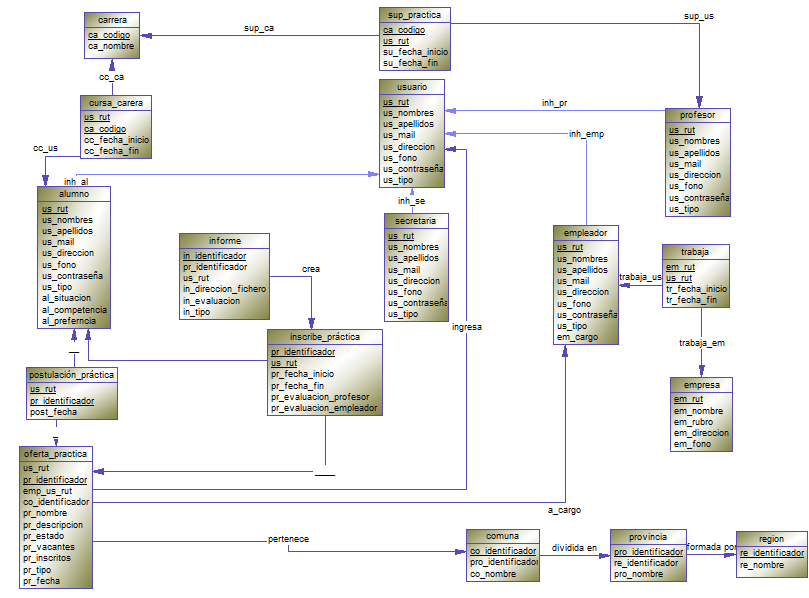 carrera
ca_codigo
ca_nombre
sup_ca
sup_practica
ca_codigo
us_rut
su_fecha_inicio
su_fecha_fin
sup_us
cc_ca
cursa_carera
us_rut
ca_codigo
cc_fecha_inicio
cc_fecha_fin
cc_us
usuario
us_rut
us_nombres
us_apellidos
us_mail
us_direccion
us_fono
us_contraseña
us_tipo
inh_pr
inh_emp
profesor
us_rut
us_nombres
us_apellidos
us_mail
us_direccion
us_fono
us_contraseña
us_tipo
inh_al
alumno
us_rut
us_nombres
us_apellidos
us_mail
us_direccion
us_fono
us_contraseña
us_tipo
al_situacion
al_competencia
al_preferncia
inh_se
secretaria
us_rut
us_nombres
us_apellidos
us_mail
us_direccion
us_fono
us_contraseña
us_tipo
informe
in_identificador
pr_identificador
us_rut
in_direccion_fichero
in_evaluacion
in_tipo
crea
empleador
us_rut
us_nombres
us_apellidos
us_mail
us_direccion
us_fono
us_contraseña
us_tipo
em_cargo
trabaja_us
trabaja
em_rut
us_rut
tr_fecha_inicio
tr_fecha_fin
trabaja_em
ingresa
inscribe_práctica
pr_identificador
us_rut
pr_fecha_inicio
pr_fecha_fin
pr_evaluacion_profesor
pr_evaluacion_empleador
postulación_práctica
us_rut
pr_identificador
post_fecha
empresa
em_rut
em_nombre
em_rubro
em_direccion
em_fono
oferta_practica
us_rut
pr_identificador
emp_us_rut
co_identificador
pr_nombre
pr_descripcion
pr_estado
pr_vacantes
pr_inscritos
pr_tipo
pr_fecha
a_cargo
pertenece
comuna
co_identificador
pro_identificador
co_nombre
dividida en
provincia
pro_identificador
re_identificador
pro_nombre
formada por
region
re_identificador
re_nombre